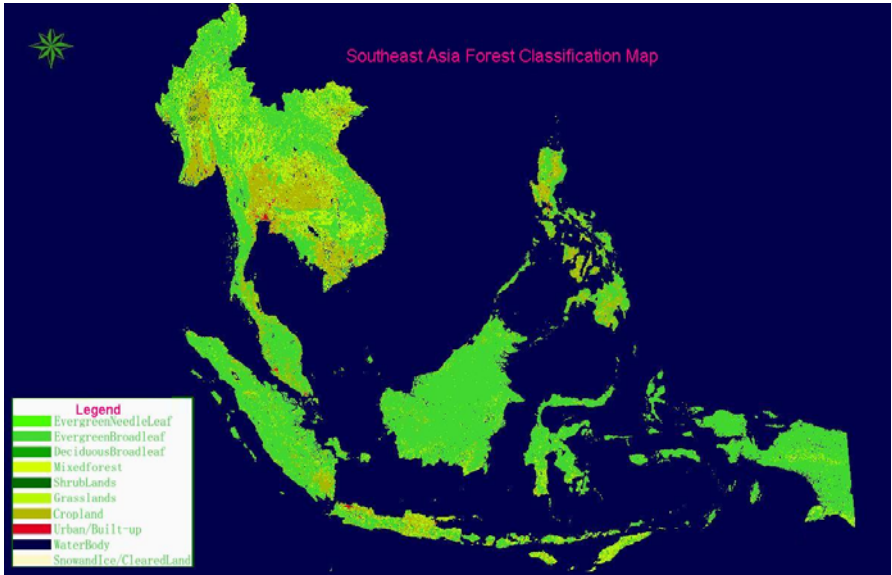 Southeast Asia Forest Classification Map
Legend
EvergreenNeedleLeaf
EvergreenBroadleaf
DeciduousBroadleaf
Mixedforest
ShrubLands
Grasslands
Cropland
Urban/Built-up
WaterBody
SnowandIce/ClearedLand